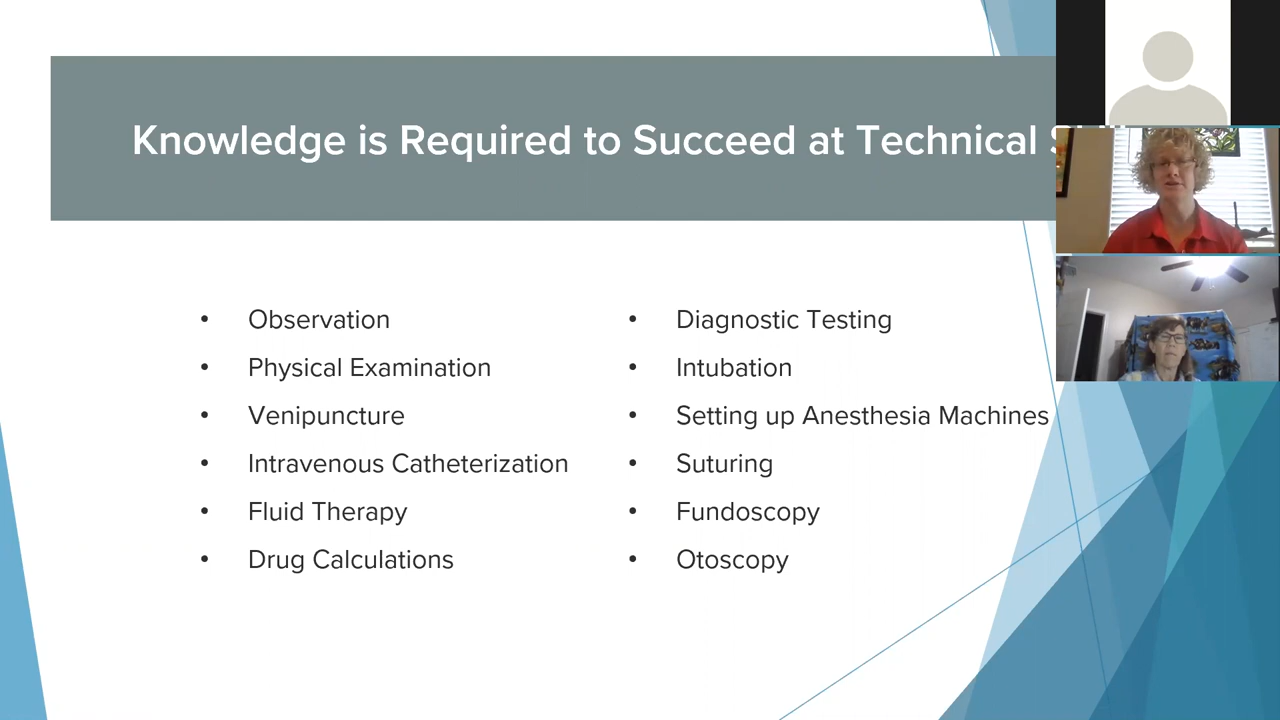 Knowledge is Required to Succeed at Technical
Observation
Physical Examination
Venipuncture
Intravenous Catheterization
Fluid Therapy
Drug Calculations
Diagnostic Testing
Intubation
Setting up Anesthesia Machines
Suturing
Fundoscopy
Otoscopy